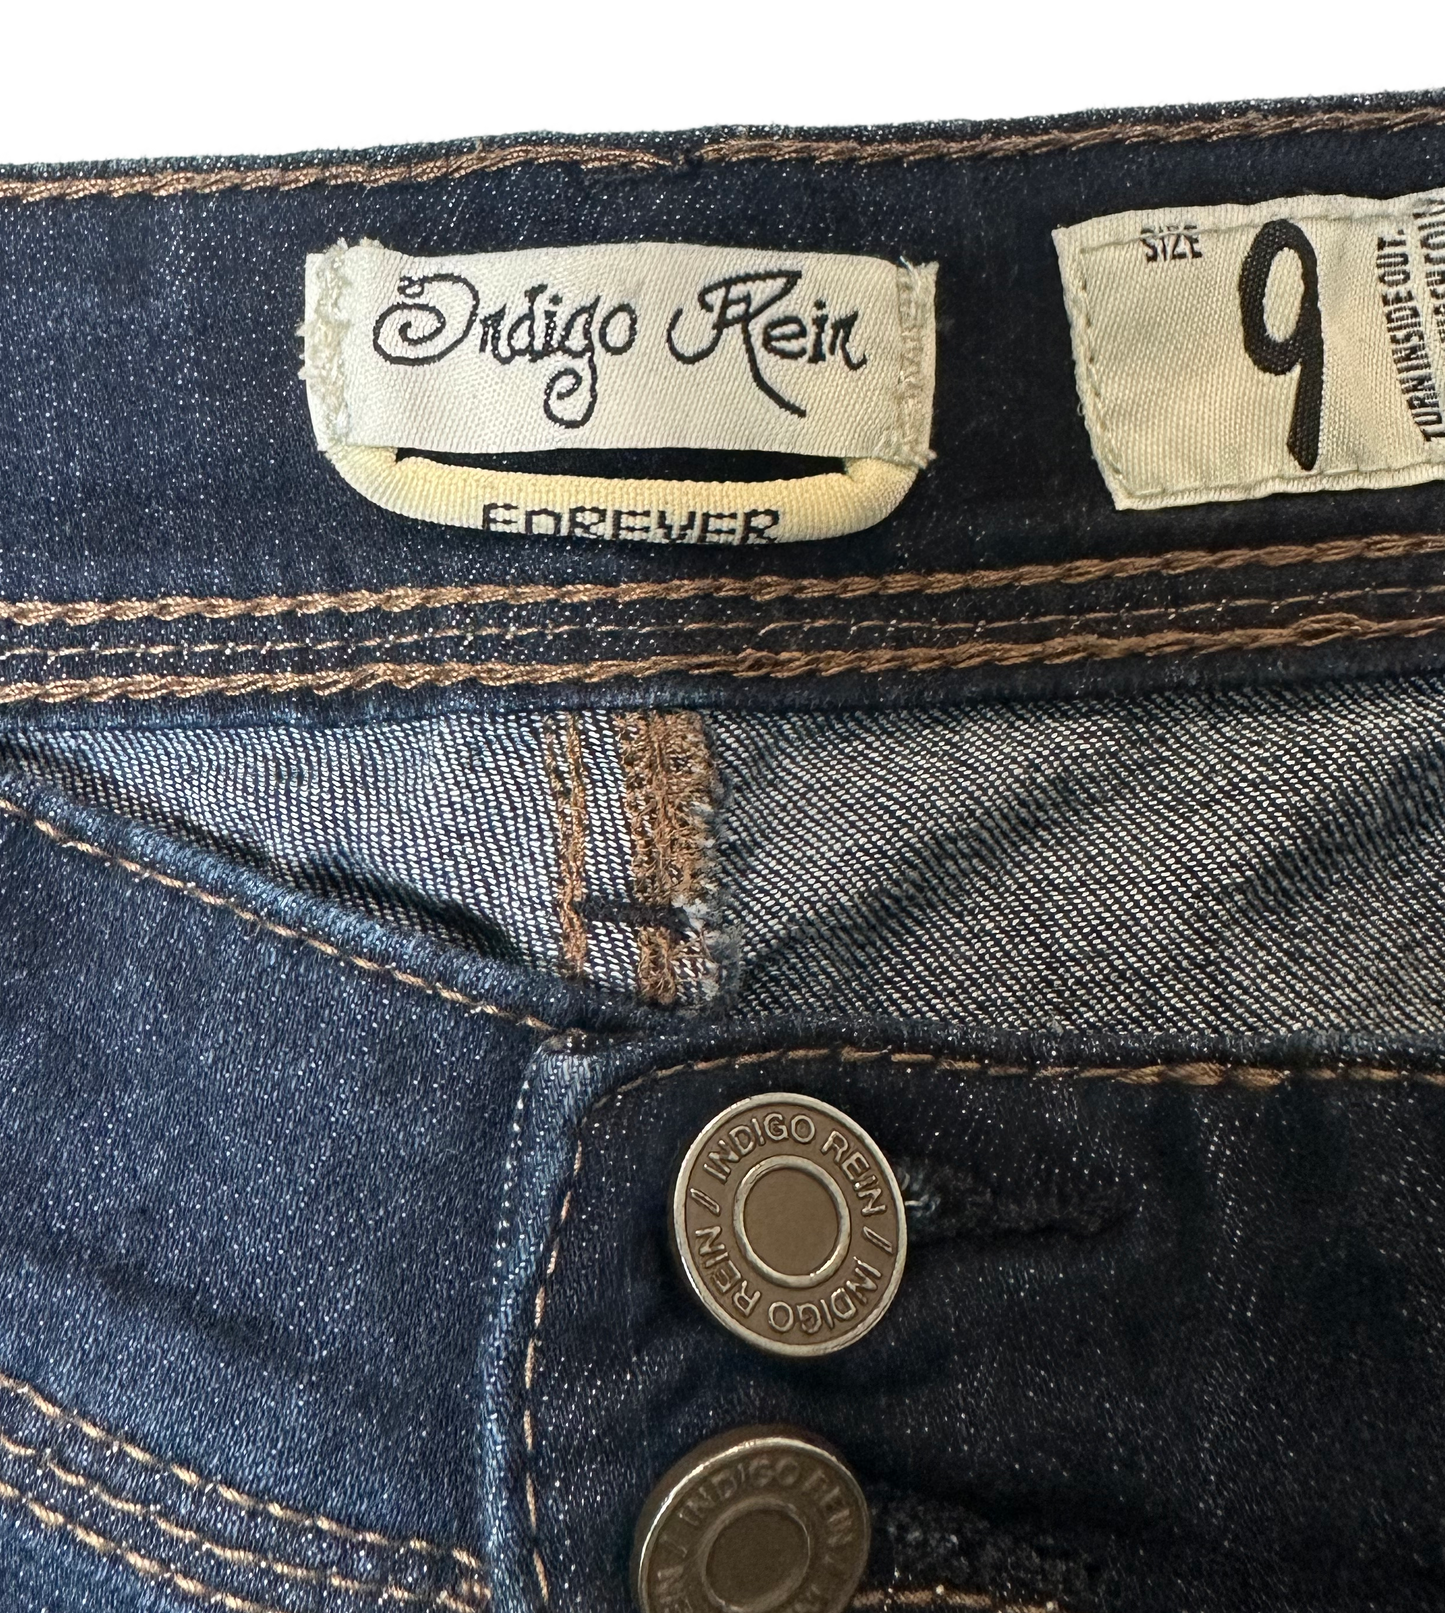 Indigo Rein
FOREVER
SIZE
9
TURN INSIDE OUT.
INDIGO REIN / INDIGO REIN /
INDIGO REIN /